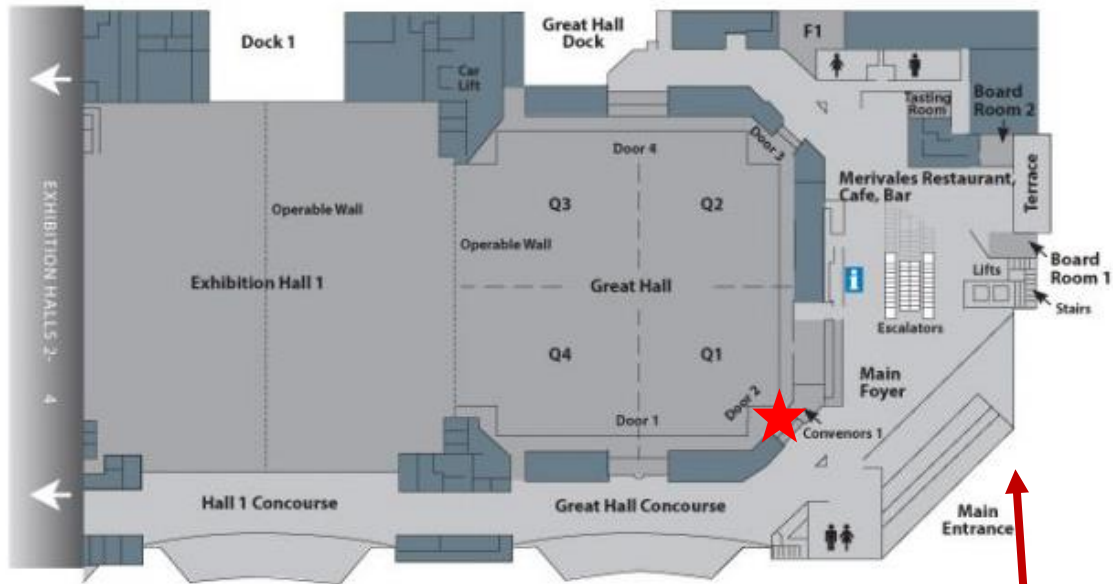 Dock 1
Great Hall
Dock
F1
Car
Lift
Tasting
Room
Board
Room 2
Door 3
Door 4
Merivales Restaurant,
Cafe, Bar
Terrace
EXHIBITION HALLS 2- 4
Operable Wall
Q3
Q2
Operable Wall
Exhibition Hall 1
Great Hall
i
Lifts
Board
Room 1
Stairs
Escalators
Q4
Q1
Main
Foyer
Door 2
Door 1
Convenors 1
Hall 1 Concourse
Great Hall Concourse
Main
Entrance